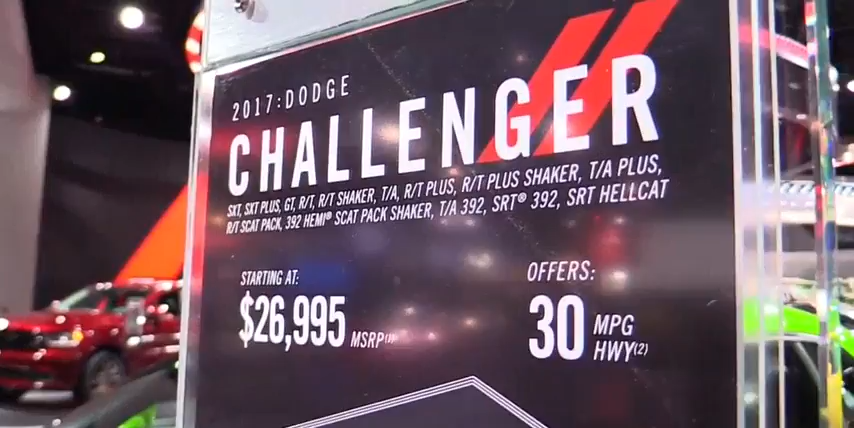 2017:DODGE
CHALLENGER
SXT, SXT PLUS, GT, R/T, R/T SHAKER, T/A, R/T PLUS, R/T PLUS SHAKER, T/A PLUS,
R/T SCAT PACK, 392 HEMI® SCAT PACK SHAKER, T/A 392, SRT® 392, SRT HELLCAT
STARTING AT:
$26,995 MSRP(1)
OFFERS:
30 MPG
HWY(2)